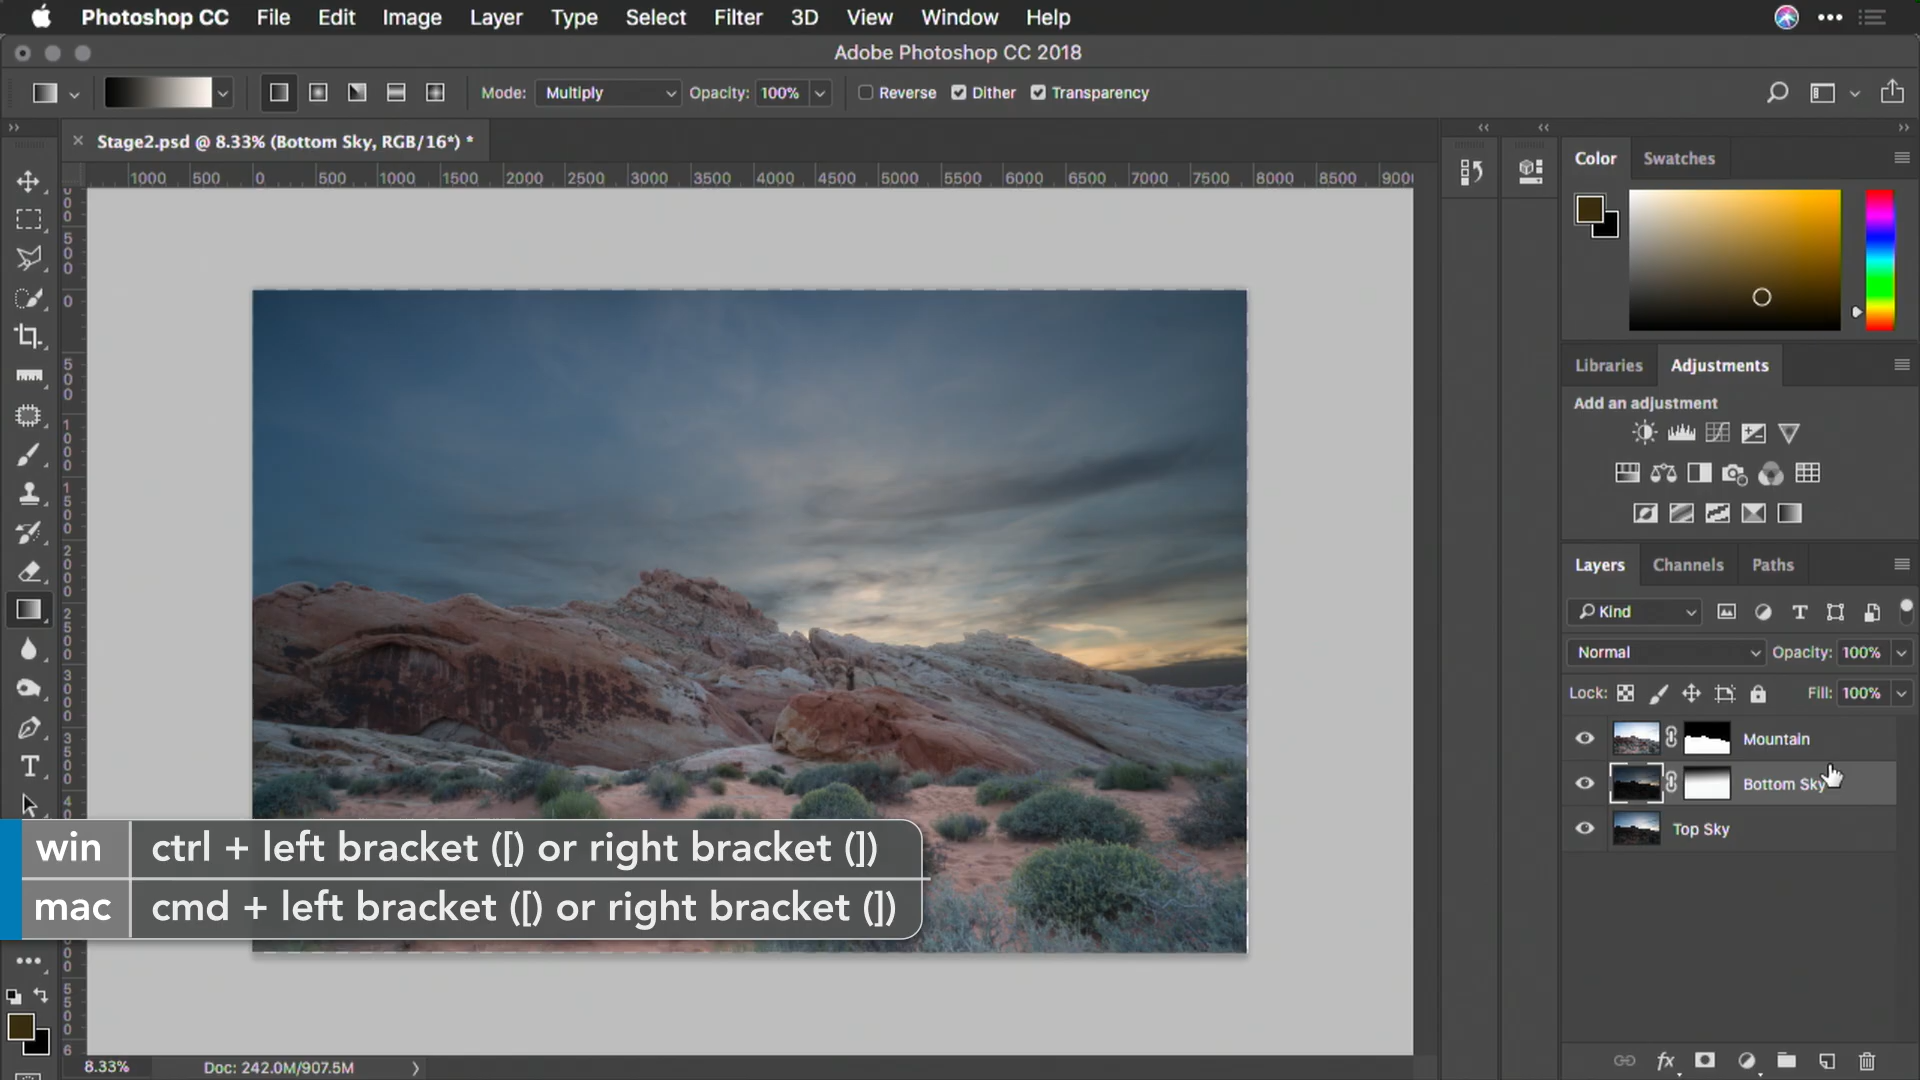 Photoshop CC File Edit Image Layer Type Select Filter 3D View Window Help
Adobe Photoshop CC 2018
Mode: Multiply Opacity: 100% Reverse Dither Transparency
Stage2.psd @ 8.33% (Bottom Sky, RGB/16*) *
1000 500 0 500 1000 1500 2000 2500 3000 3500 4000 4500 5000 5500 6000 6500 7000 7500 8000 8500
Color Swatches
Libraries Adjustments
Add an adjustment
Layers Channels Paths
Kind
Normal Opacity: 100%
Lock: Fill: 100%
Mountain
Bottom Sky
Top Sky
win ctrl + left bracket ([) or right bracket (])
mac cmd + left bracket ([) or right bracket (])
8.33% Doc: 242.0M/907.5M